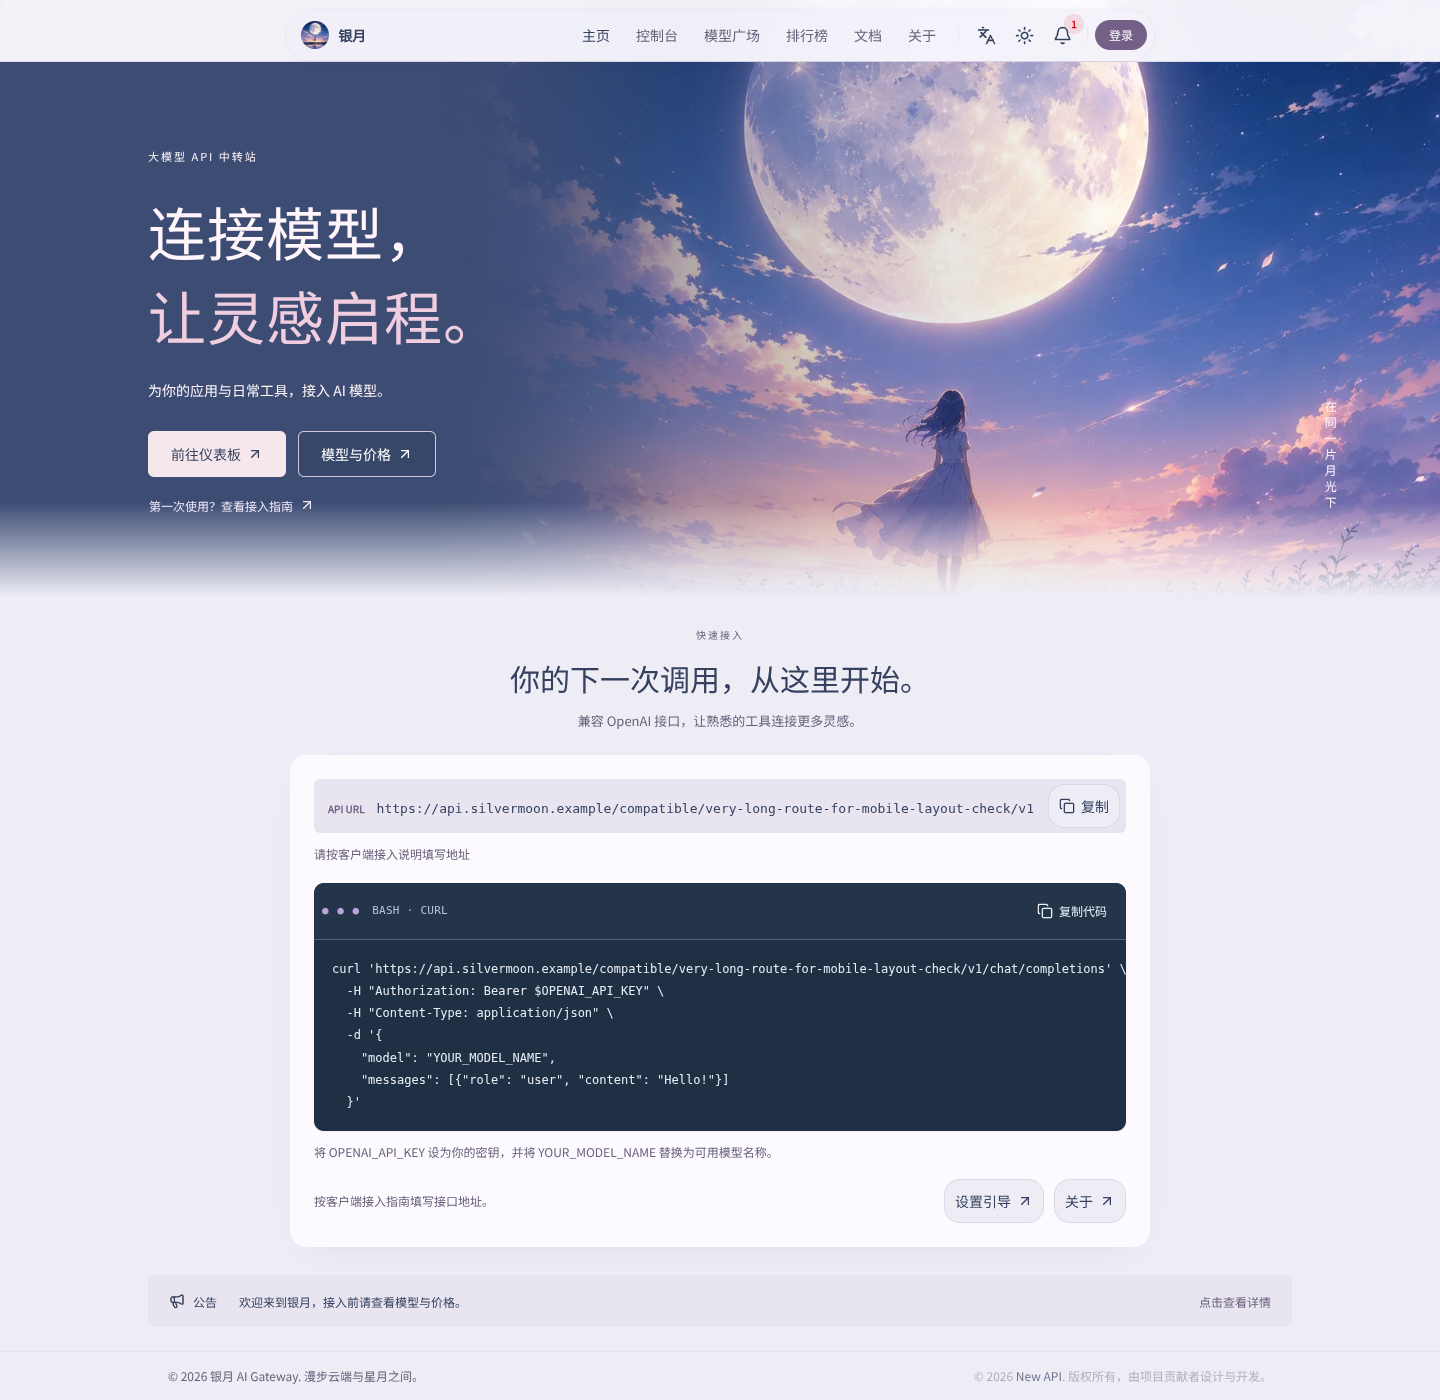 银月
主页 控制台 模型广场 排行榜 文档 关于
1
登录
大模型 API 中转站
连接模型，
让灵感启程。
为你的应用与日常工具，接入 AI 模型。
前往仪表板 模型与价格
第一次使用？查看接入指南
在同一片月光下
快速接入
你的下一次调用，从这里开始。
兼容 OpenAI 接口，让熟悉的工具连接更多灵感。
API URL https://api.silvermoon.example/compatible/very-long-route-for-mobile-layout-check/v1 复制
请按客户端接入说明填写地址
BASH · CURL 复制代码
curl 'https://api.silvermoon.example/compatible/very-long-route-for-mobile-layout-check/v1/chat/completions' \
-H "Authorization: Bearer $OPENAI_API_KEY" \
-H "Content-Type: application/json" \
-d '{
"model": "YOUR_MODEL_NAME",
"messages": [{"role": "user", "content": "Hello!"}]
}'
将 OPENAI_API_KEY 设为你的密钥，并将 YOUR_MODEL_NAME 替换为可用模型名称。
按客户端接入指南填写接口地址。
设置引导 关于
公告 欢迎来到银月，接入前请查看模型与价格。 点击查看详情
© 2026 银月 AI Gateway. 漫步云端与星月之间。
© 2026 New API. 版权所有，由项目贡献者设计与开发。